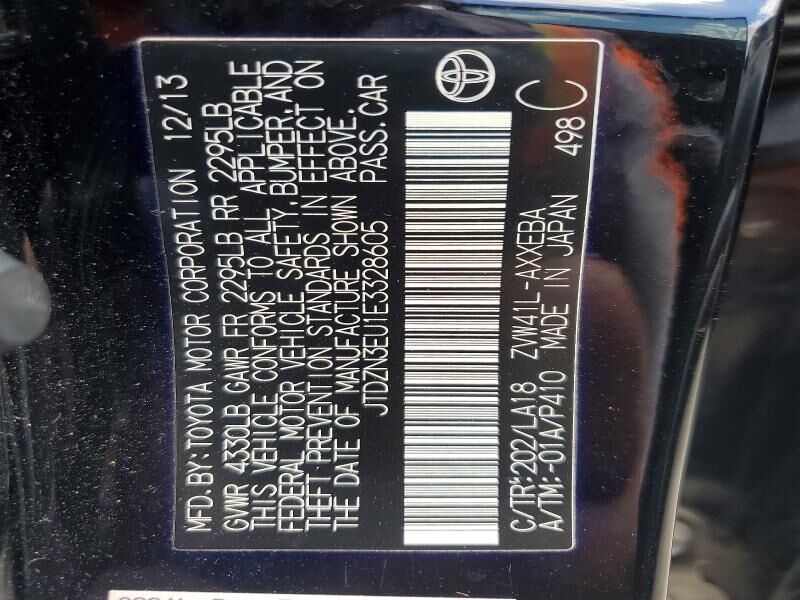 MFD. BY: TOYOTA MOTOR CORPORATION 12/13
GVWR 4330LB GAWR FR 2295LB RR 2295LB
THIS VEHICLE CONFORMS TO ALL APPLICABLE
FEDERAL MOTOR VEHICLE SAFETY, BUMPER, AND
THEFT PREVENTION STANDARDS IN EFFECT ON
THE DATE OF MANUFACTURE SHOWN ABOVE.
JTDZN3EU1E3328605 PASS. CAR
C/TR: 202/LA18 ZVW41L-AXXEBA
A/TM: -01A/P410 MADE IN JAPAN 498 C